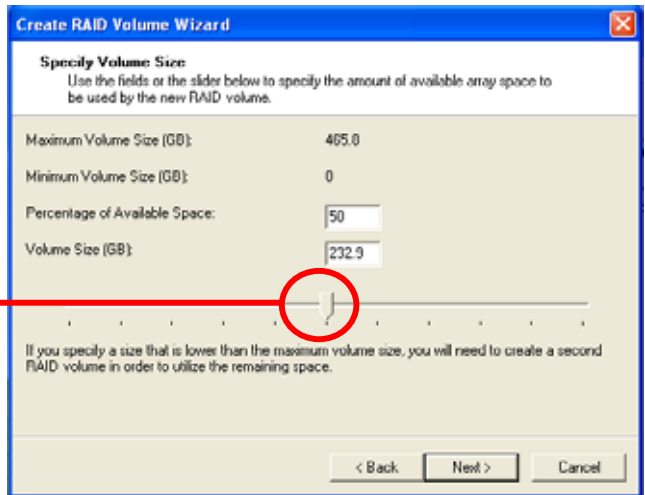 Create RAID Volume Wizard
Specify Volume Size
Use the fields or the slider below to specify the amount of available array space to
be used by the new RAID volume.
Maximum Volume Size (GB): 465.8
Minimum Volume Size (GB): 0
Percentage of Available Space: 50
Volume Size (GB): 232.9
If you specify a size that is lower than the maximum volume size, you will need to create a second
RAID volume in order to utilize the remaining space.
< Back Next > Cancel